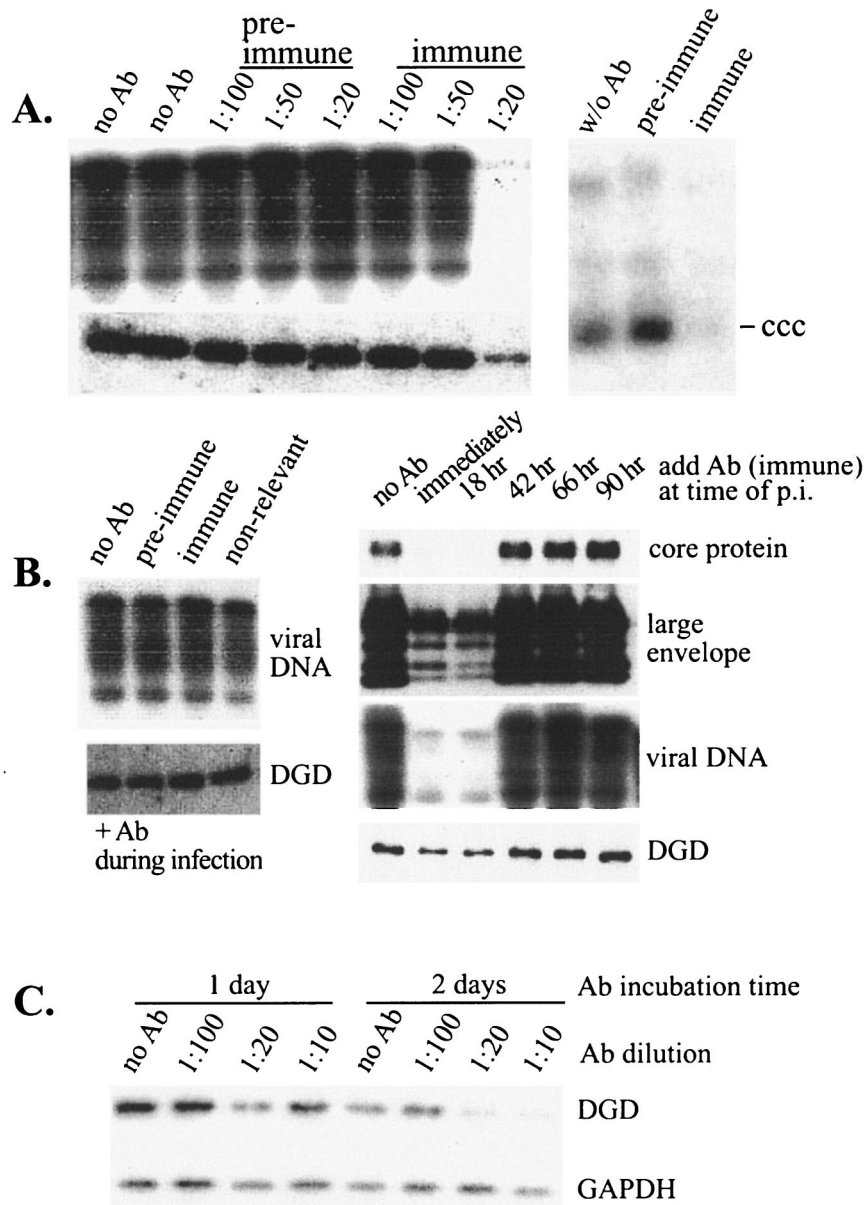 A.
pre-
immune immune
no Ab no Ab 1:100 1:50 1:20 1:100 1:50 1:20
w/o Ab pre-immune immune
– ccc
B.
no Ab pre-immune immune non-relevant
viral
DNA
DGD
+ Ab
during infection
no Ab immediately 18 hr 42 hr 66 hr 90 hr
add Ab (immune)
at time of p.i.
core protein
large
envelope
viral DNA
DGD
C.
1 day 2 days Ab incubation time
no Ab 1:100 1:20 1:10 no Ab 1:100 1:20 1:10 Ab dilution
DGD
GAPDH